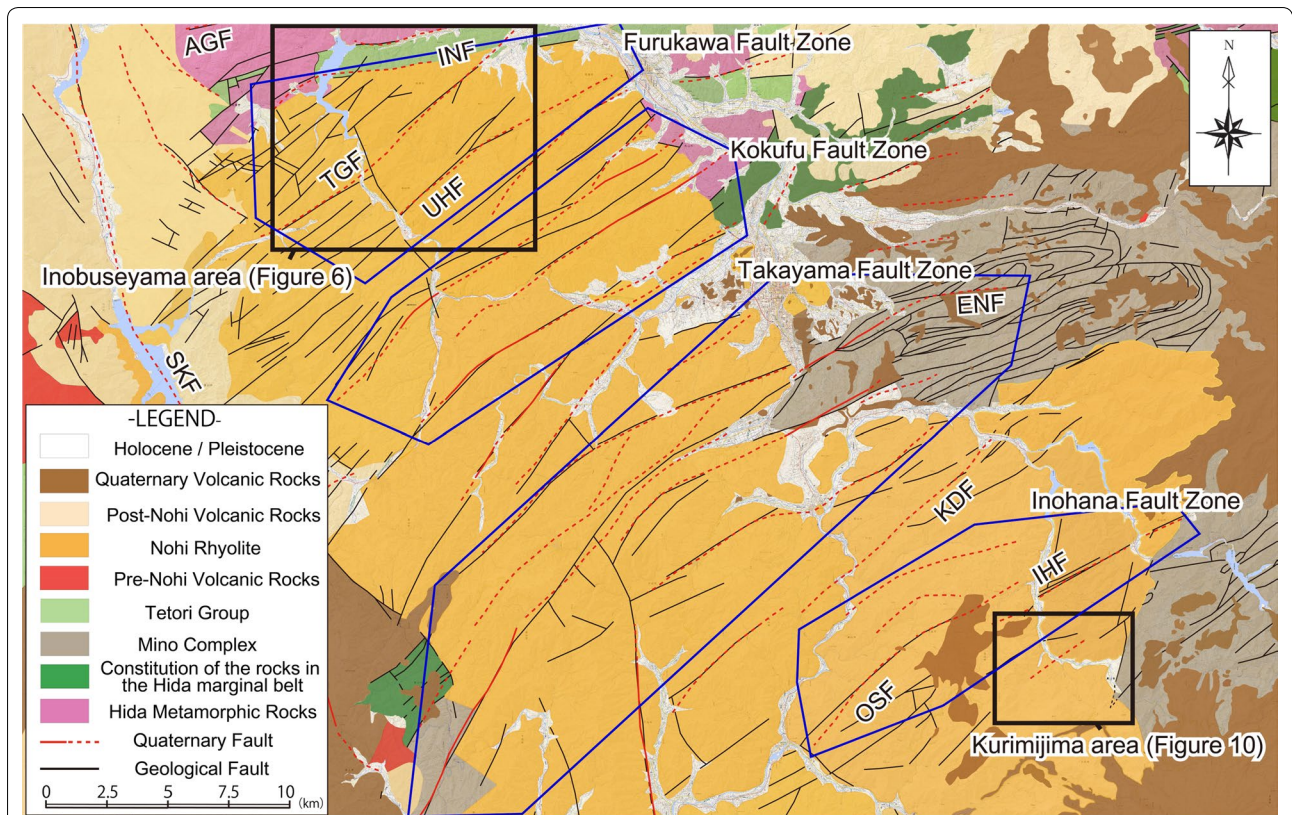 AGF
INF
Furukawa Fault Zone
N
Kokufu Fault Zone
TGF
UHF
Inobuseyama area (Figure 6)
Takayama Fault Zone
ENF
SKF
-LEGEND-
Holocene / Pleistocene
Quaternary Volcanic Rocks
Post-Nohi Volcanic Rocks
Nohi Rhyolite
Pre-Nohi Volcanic Rocks
Tetori Group
Mino Complex
Constitution of the rocks in
the Hida marginal belt
Hida Metamorphic Rocks
Quaternary Fault
Geological Fault
0 2.5 5 7.5 10 (km)
KDF
Inohana Fault Zone
IHF
OSF
Kurimijima area (Figure 10)